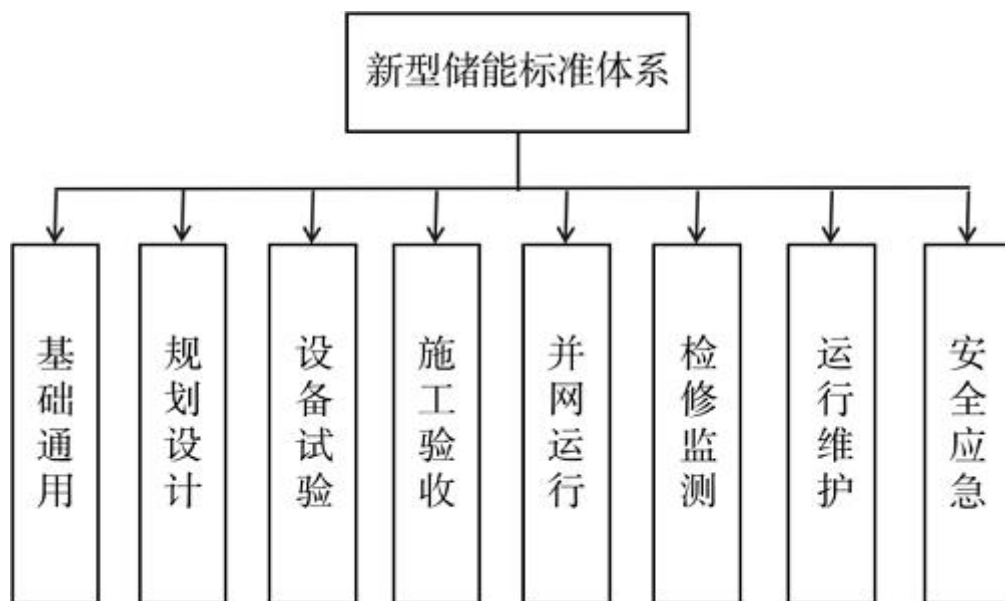 新型储能标准体系
基础通用
规划设计
设备试验
施工验收
并网运行
检修监测
运行维护
安全应急